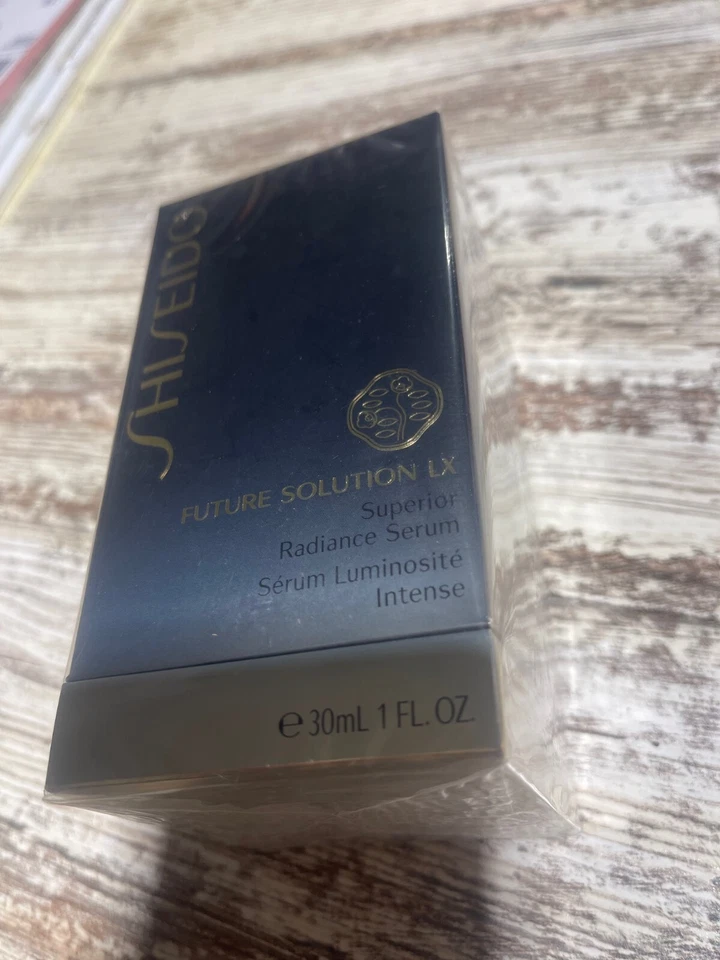 SHISEIDO
FUTURE SOLUTION LX
Superior
Radiance Serum
Sérum Luminosité
Intense
℮ 30mL 1 FL.OZ.